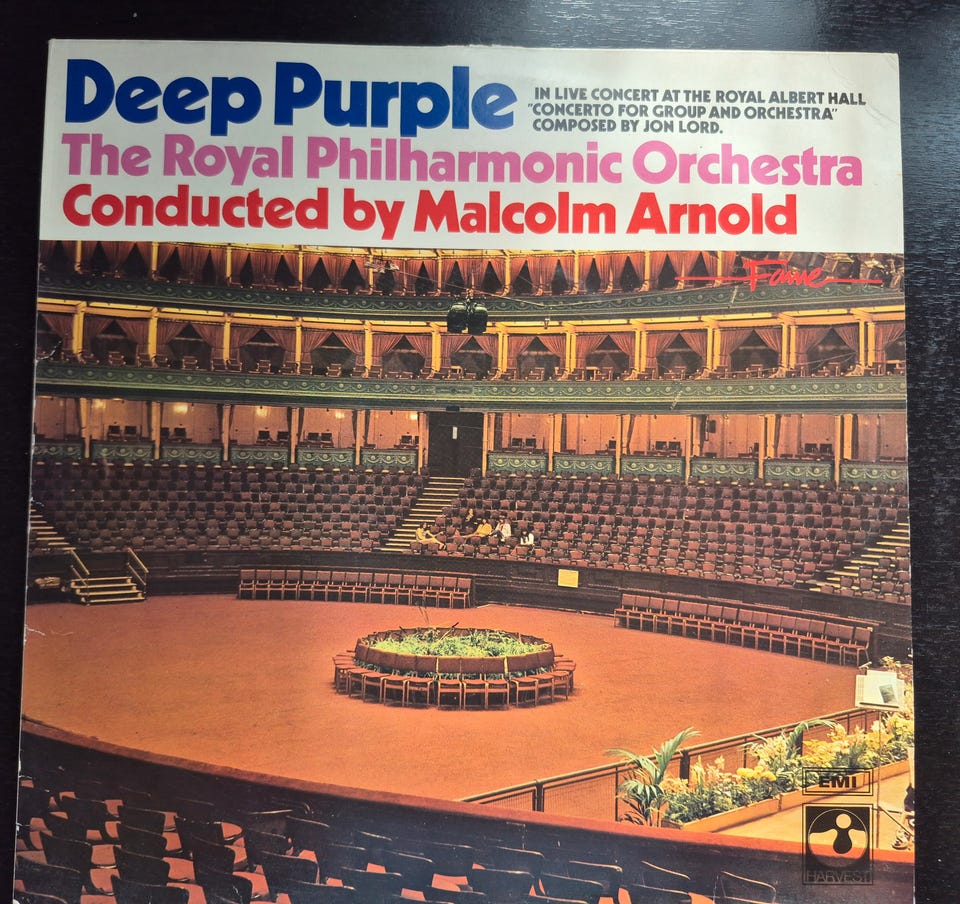 Deep Purple
IN LIVE CONCERT AT THE ROYAL ALBERT HALL
"CONCERTO FOR GROUP AND ORCHESTRA"
COMPOSED BY JON LORD.
The Royal Philharmonic Orchestra
Conducted by Malcolm Arnold
Fame
EMI
HARVEST